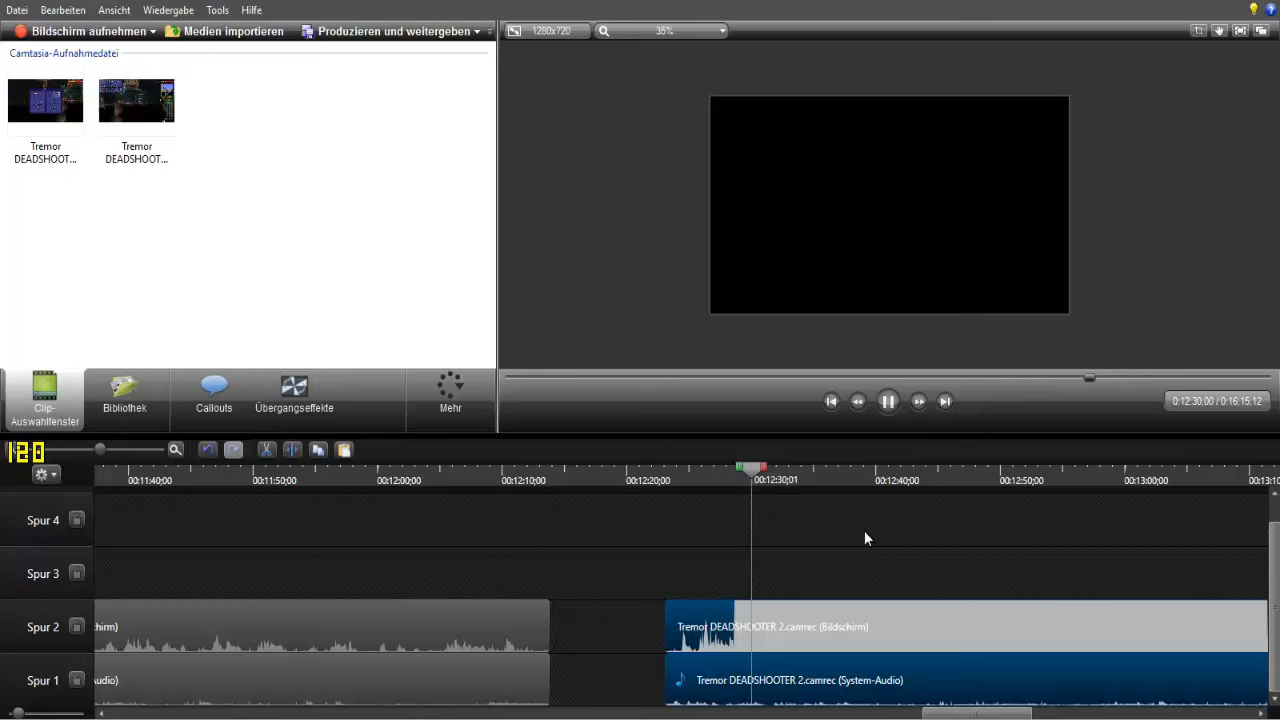 Datei Bearbeiten Ansicht Wiedergabe Tools Hilfe
Bildschirm aufnehmen Medien importieren Produzieren und weitergeben
1280x720 35%
Camtasia-Aufnahmedatei
Tremor DEADSHOOT...
Tremor DEADSHOOT...
Clip-Auswahlfenster Bibliothek Callouts Übergangseffekte Mehr
0:12:30;00 / 0:16:15;12
120
00:11:40;00 00:11:50;00 00:12:00;00 00:12:10;00 00:12:20;00 00:12:30;01 00:12:40;00 00:12:50;00 00:13:00;00 00:13:10
Spur 4
Spur 3
Spur 2 hirm) Tremor DEADSHOOTER 2.camrec (Bildschirm)
Spur 1 udio) Tremor DEADSHOOTER 2.camrec (System-Audio)